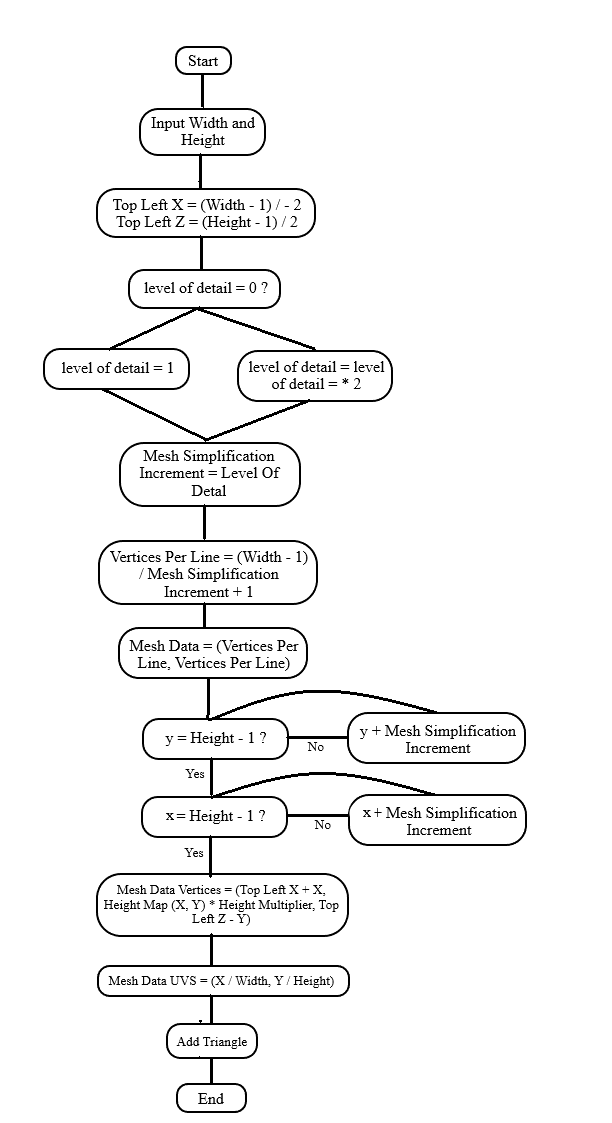 Start
Input Width and
Height
Top Left X = (Width - 1) / - 2
Top Left Z = (Height - 1) / 2
level of detail = 0 ?
level of detail = 1
level of detail = level
of detail = * 2
Mesh Simplification
Increment = Level Of
Detal
Vertices Per Line = (Width - 1)
/ Mesh Simplification
Increment + 1
Mesh Data = (Vertices Per
Line, Vertices Per Line)
y = Height - 1 ?
No
y + Mesh Simplification
Increment
Yes
x = Height - 1 ?
No
x + Mesh Simplification
Increment
Yes
Mesh Data Vertices = (Top Left X + X,
Height Map (X, Y) * Height Multiplier, Top
Left Z - Y)
Mesh Data UVS = (X / Width, Y / Height)
Add Triangle
End